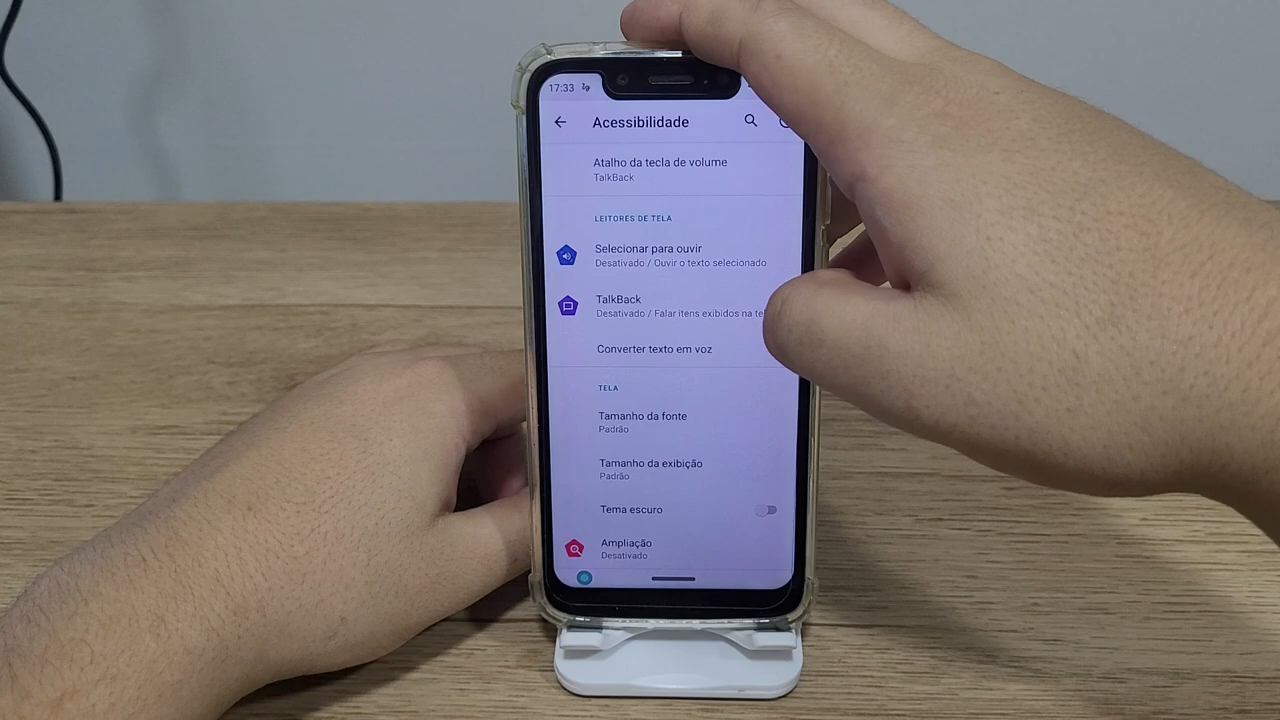 17:33
Acessibilidade
Atalho da tecla de volume
TalkBack
LEITORES DE TELA
Selecionar para ouvir
Desativado / Ouvir o texto selecionado
TalkBack
Desativado / Falar itens exibidos na
Converter texto em voz
TELA
Tamanho da fonte
Padrão
Tamanho da exibição
Padrão
Tema escuro
Ampliação
Desativado